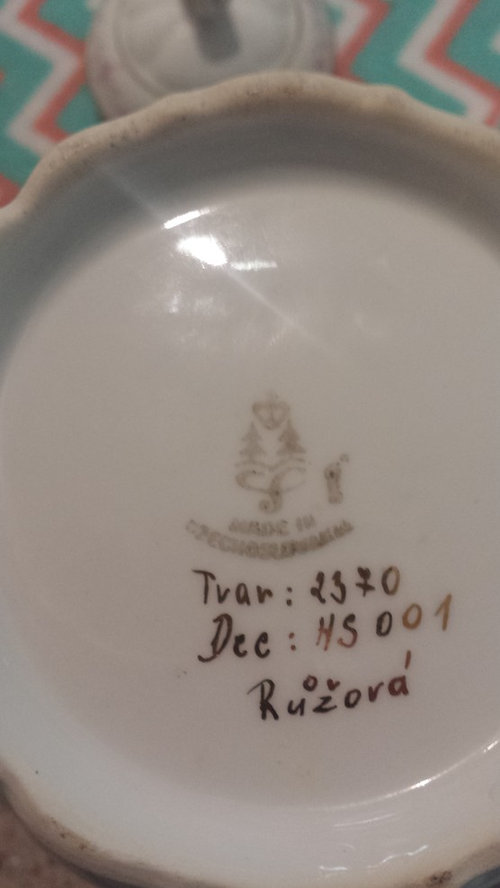 MADE IN
CZECHOSLOVAKIA
Tvar: 2370
Dec: HS 001
Růžová